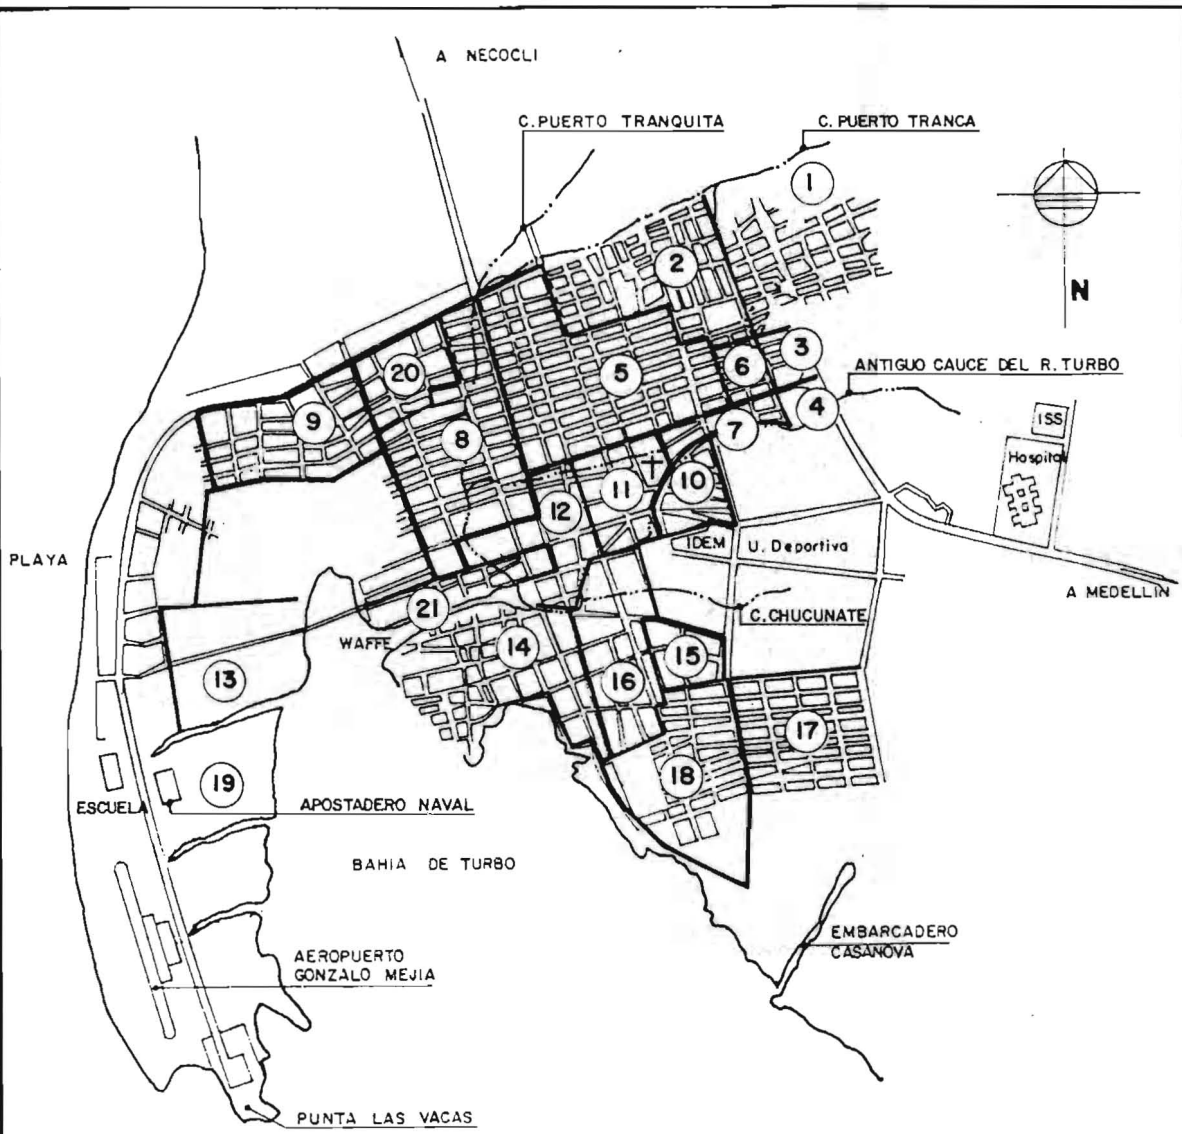 A NECOCLI
C. PUERTO TRANQUITA
C. PUERTO TRANCA
1
2
N
3
6
20
5
ANTIGUO CAUCE DEL R. TURBO
4
9
7
8
ISS
Hospital
10
11
12
IDEM
U. Deportiva
PLAYA
A MEDELLIN
21
C. CHUCUNATE
WAFFE
14
15
13
16
17
18
19
ESCUELA
APOSTADERO NAVAL
BAHIA DE TURBO
EMBARCADERO
CASANOVA
AEROPUERTO
GONZALO MEJIA
PUNTA LAS VACAS